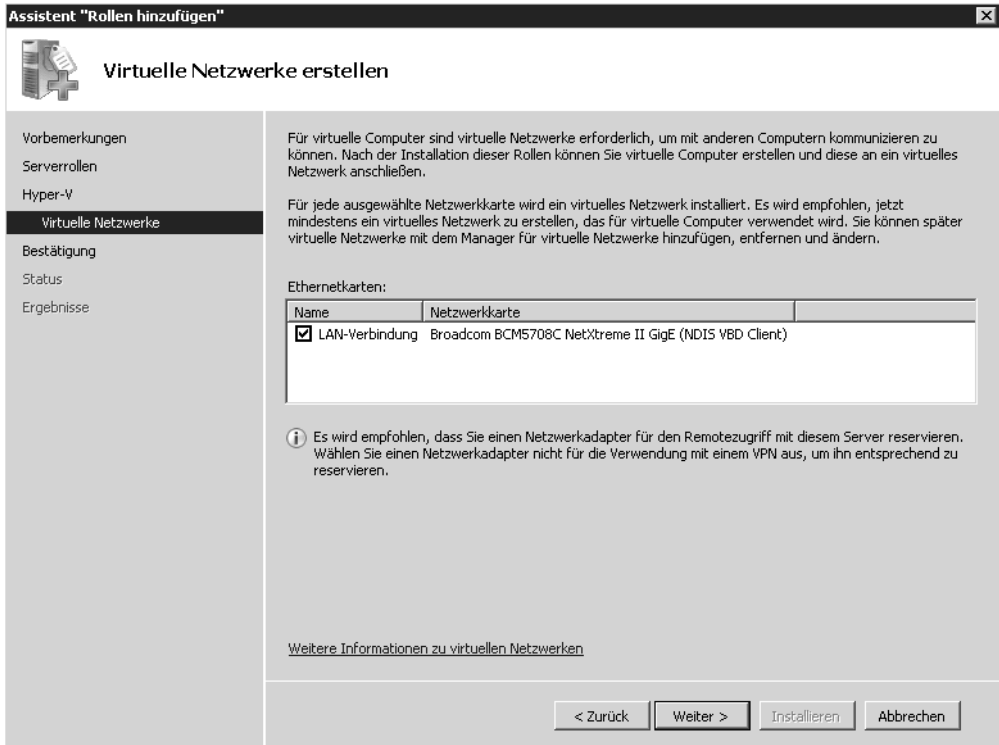 Assistent "Rollen hinzufügen"
Virtuelle Netzwerke erstellen
Vorbemerkungen
Serverrollen
Hyper-V
Virtuelle Netzwerke
Bestätigung
Status
Ergebnisse
Für virtuelle Computer sind virtuelle Netzwerke erforderlich, um mit anderen Computern kommunizieren zu
können. Nach der Installation dieser Rollen können Sie virtuelle Computer erstellen und diese an ein virtuelles
Netzwerk anschließen.
Für jede ausgewählte Netzwerkkarte wird ein virtuelles Netzwerk installiert. Es wird empfohlen, jetzt
mindestens ein virtuelles Netzwerk zu erstellen, das für virtuelle Computer verwendet wird. Sie können später
virtuelle Netzwerke mit dem Manager für virtuelle Netzwerke hinzufügen, entfernen und ändern.
Ethernetkarten:
Name Netzwerkkarte
LAN-Verbindung Broadcom BCM5708C NetXtreme II GigE (NDIS VBD Client)
Es wird empfohlen, dass Sie einen Netzwerkadapter für den Remotezugriff mit diesem Server reservieren.
Wählen Sie einen Netzwerkadapter nicht für die Verwendung mit einem VPN aus, um ihn entsprechend zu
reservieren.
Weitere Informationen zu virtuellen Netzwerken
< Zurück Weiter > Installieren Abbrechen